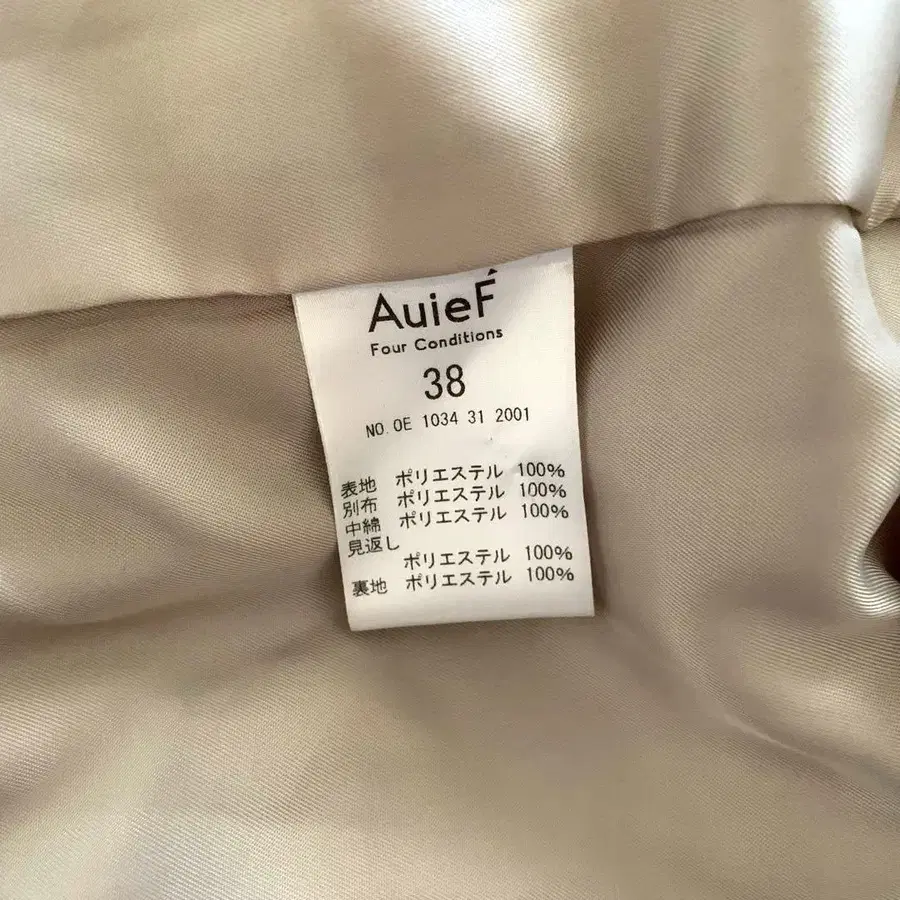 AuieF́
Four Conditions
38
NO.OE 1034 31 2001
表地 ポリエステル 100%
別布 ポリエステル 100%
中綿 ポリエステル 100%
見返し
ポリエステル 100%
裏地 ポリエステル 100%